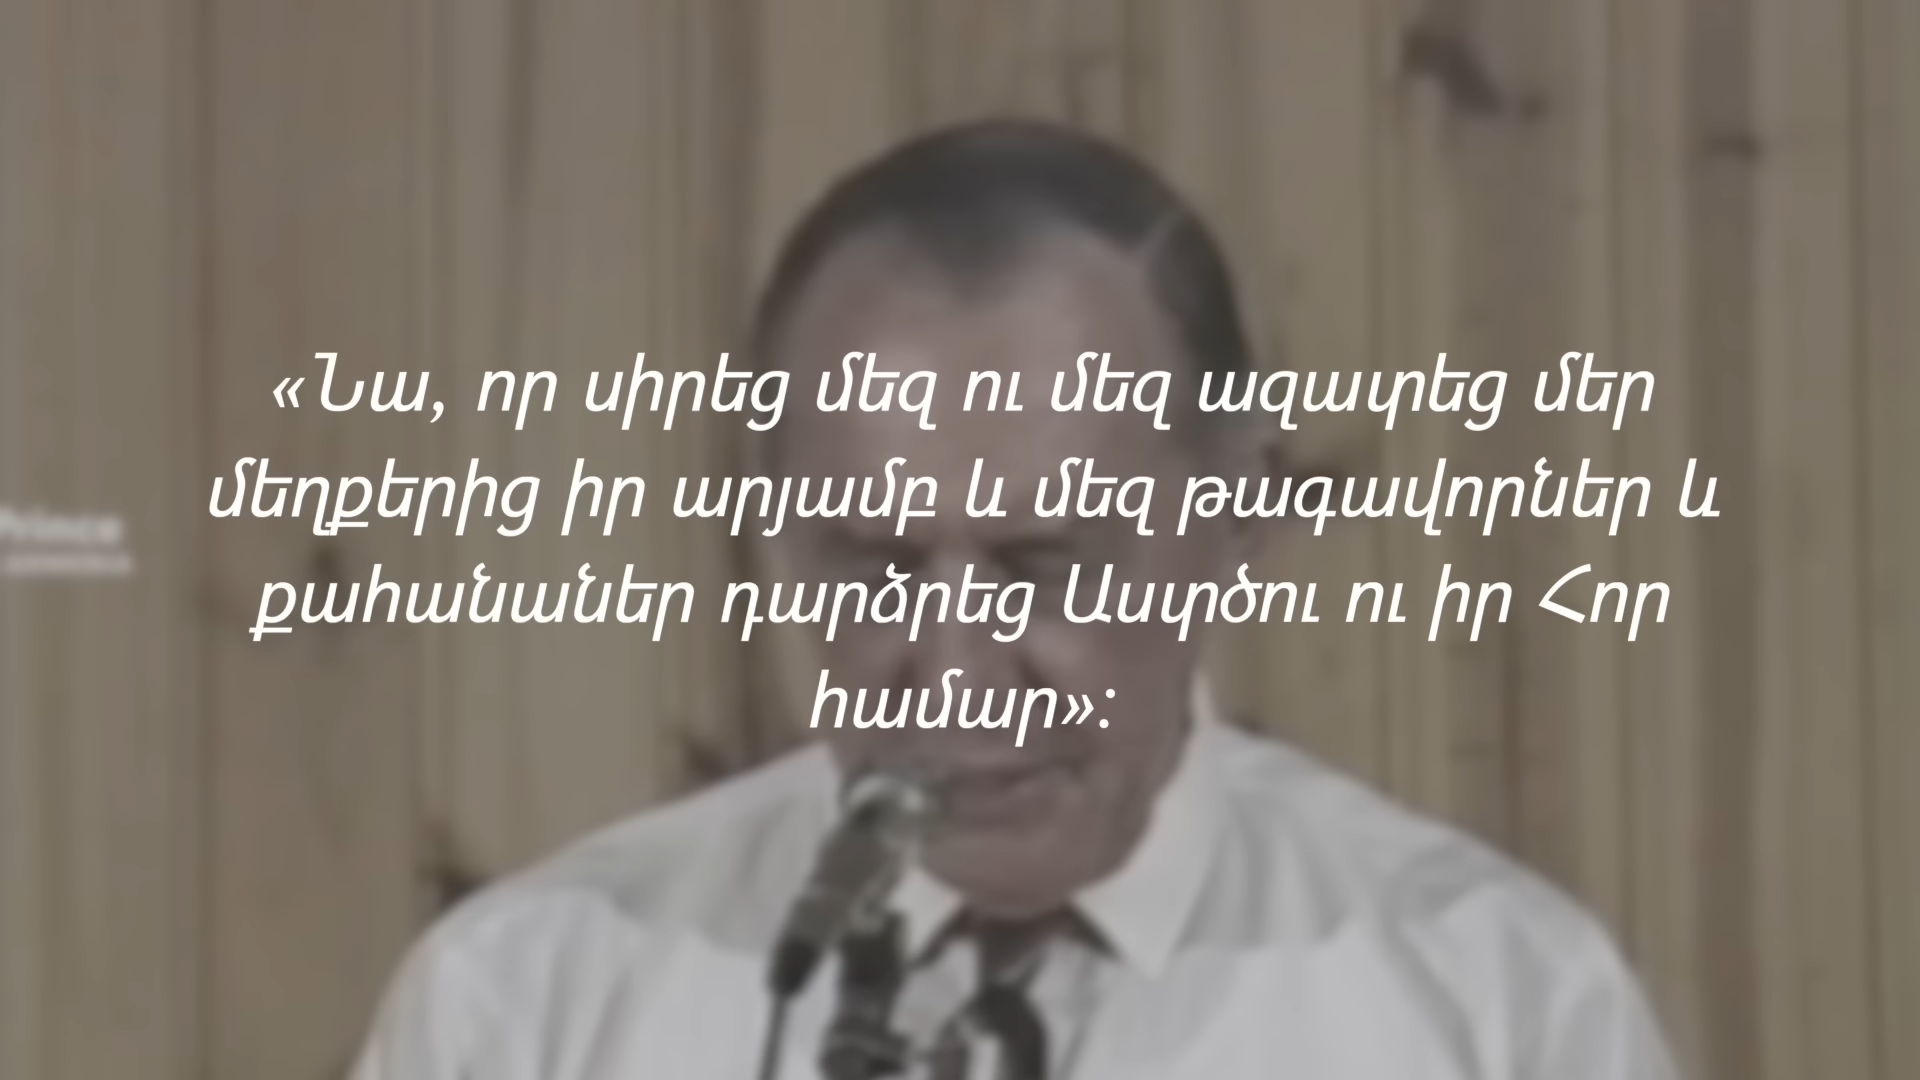 «Նա, որ սիրեց մեզ ու մեզ ազատեց մեր
մեղքերից իր արյամբ և մեզ թագավորներ և
քահանաներ դարձրեց Աստծու ու իր Հոր
համար»:
Prince